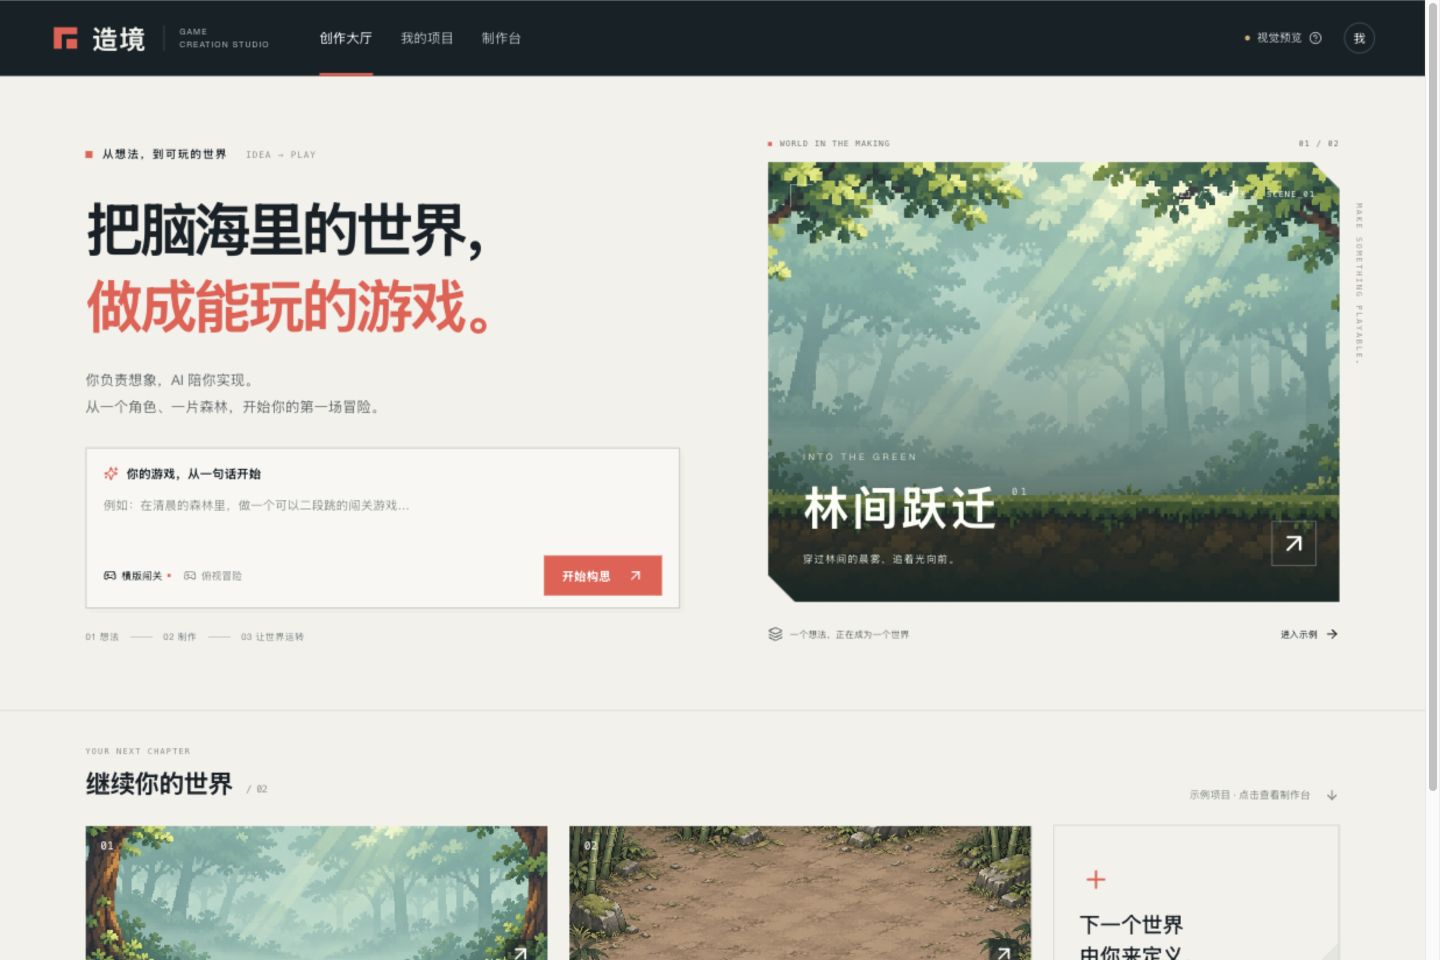 造境
GAME
CREATION STUDIO
创作大厅
我的项目
制作台
视觉预览
我
从想法，到可玩的世界
IDEA → PLAY
把脑海里的世界，
做成能玩的游戏。
你负责想象，AI 陪你实现。
从一个角色、一片森林，开始你的第一场冒险。
你的游戏，从一句话开始
例如：在清晨的森林里，做一个可以二段跳的闯关游戏...
横版闯关
俯视冒险
开始构思
01 想法
02 制作
03 让世界运转
WORLD IN THE MAKING
01 / 02
SCENE_01
MAKE SOMETHING PLAYABLE.
INTO THE GREEN
林间跃迁
01
穿过林间的晨雾，追着光向前。
一个想法，正在成为一个世界
进入示例
YOUR NEXT CHAPTER
继续你的世界
/ 02
示例项目 · 点击查看制作台
01
02
下一个世界
由你来定义